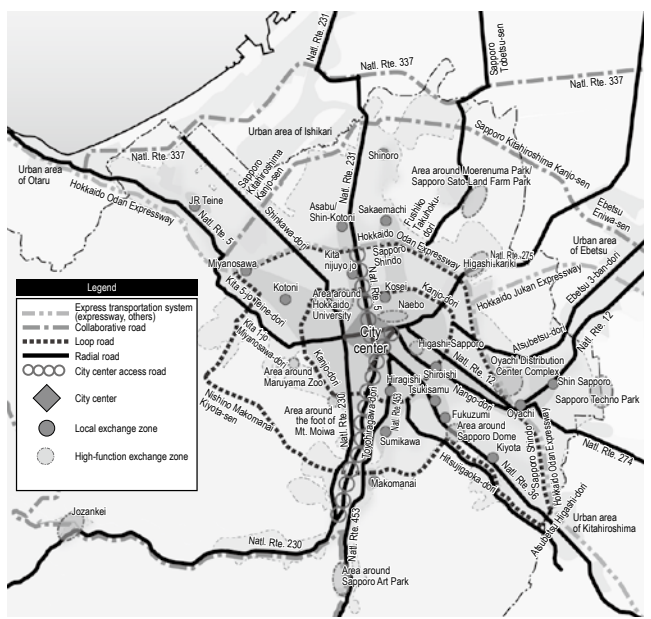 Natl. Rte. 231
Sapporo
Tobetsu-sen
Natl. Rte. 337
Natl. Rte. 337
Urban area of Ishikari
Natl. Rte. 337
Urban area
of Otaru
Hokkaido Odan Expressway
Sapporo
Kitahiroshima
Kanjo-sen
Natl. Rte. 231
Shinoro
Sapporo Kitahiroshima Kanjo-sen
Area around Moerenuma Park/
Sapporo Sato Land Farm Park
JR Teine
Natl. Rte. 5
Shinkawa-dori
Asabu/
Shin-Kotoni
Sakaemachi
Fushiko
Takuhoku-
dori
Ebetsu
Eniwa-sen
Urban area
of Ebetsu
Hokkaido Odan Expressway
Sapporo
Shindo
Kita
nijuyo jo
Natl. Rte. 275
Higashikariki
Miyanosawa
Kotoni
Kita 5-jo Teine-dori
Area around
Hokkaido
University
Natl. Rte. 5
Kosei
Naebo
Kanjo-dori
Hokkaido Jukan Expressway
Ebetsu 3-ban-dori
Atsubetsu-dori
Natl. Rte. 12
City
center
Kita 1-jo
Miyanosawa-dori
Kanjo-dori
Higashi-Sapporo
Natl. Rte. 12
Oyachi Distribution
Center Complex
Area around
Maruyama Zoo
Hiragishi
Shiroishi
Tsukisamu
Nango-dori
Shin Sapporo
Sapporo Techno Park
Natl. Rte. 453
Oyachi
Nishino Makomanai
Kiyota-sen
Area around
the foot of
Mt. Moiwa
Natl. Rte. 230
Toyohiragawa-dori
Fukuzumi
Area around
Sapporo Dome
Kiyota
Sumikawa
Hitsujigaoka-dori
Natl. Rte. 36
Sapporo Shindo
Hokkaido Odan Expressway
Natl. Rte. 274
Makomanai
Atsubetsu Higashi-dori
Urban area
of Kitahiroshima
Jozankei
Natl. Rte. 230
Natl. Rte. 453
Area around
Sapporo Art Park
Legend
Express transportation system
(expressway, others)
Collaborative road
Loop road
Radial road
City center access road
City center
Local exchange zone
High-function exchange zone